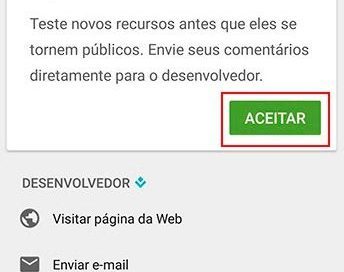 Teste novos recursos antes que eles se
tornem públicos. Envie seus comentários
diretamente para o desenvolvedor.
ACEITAR
DESENVOLVEDOR
Visitar página da Web
Enviar e-mail